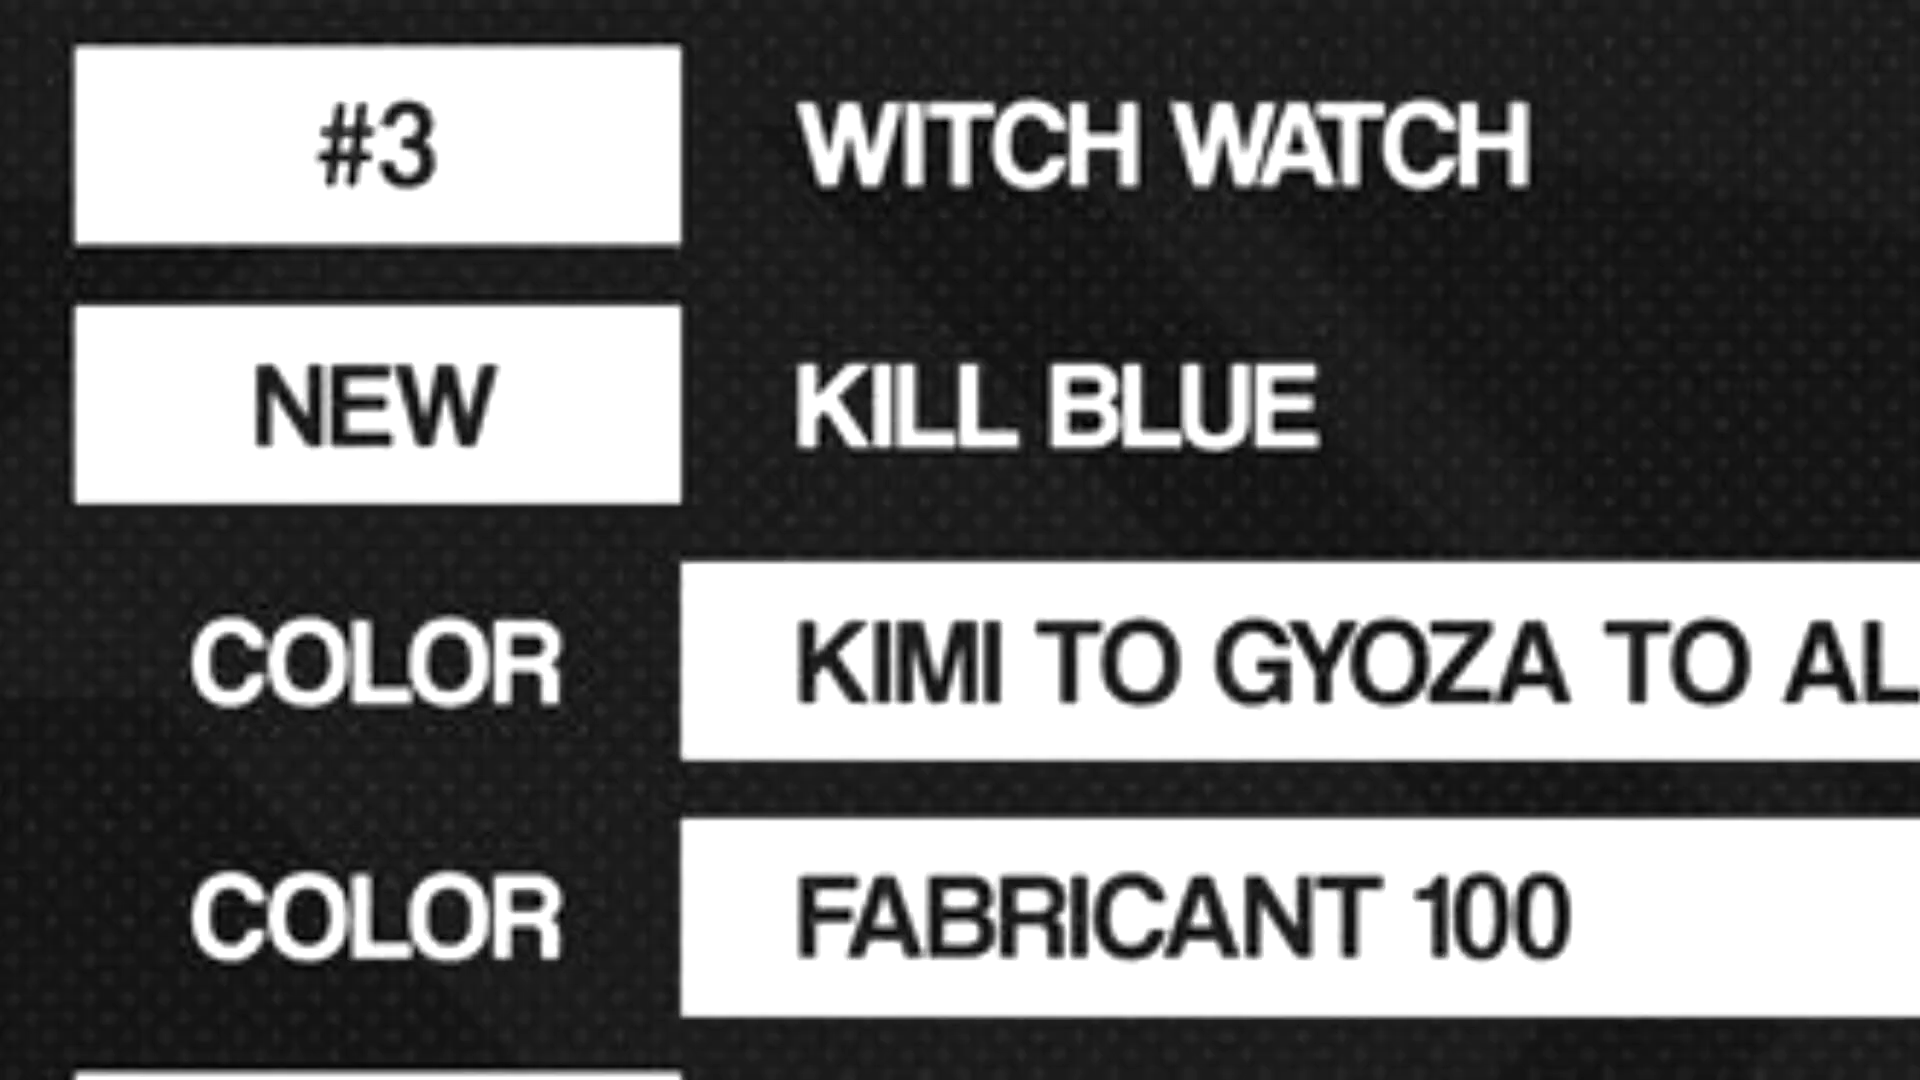 #3 WITCH WATCH
NEW KILL BLUE
COLOR KIMI TO GYOZA TO AL
COLOR FABRICANT 100